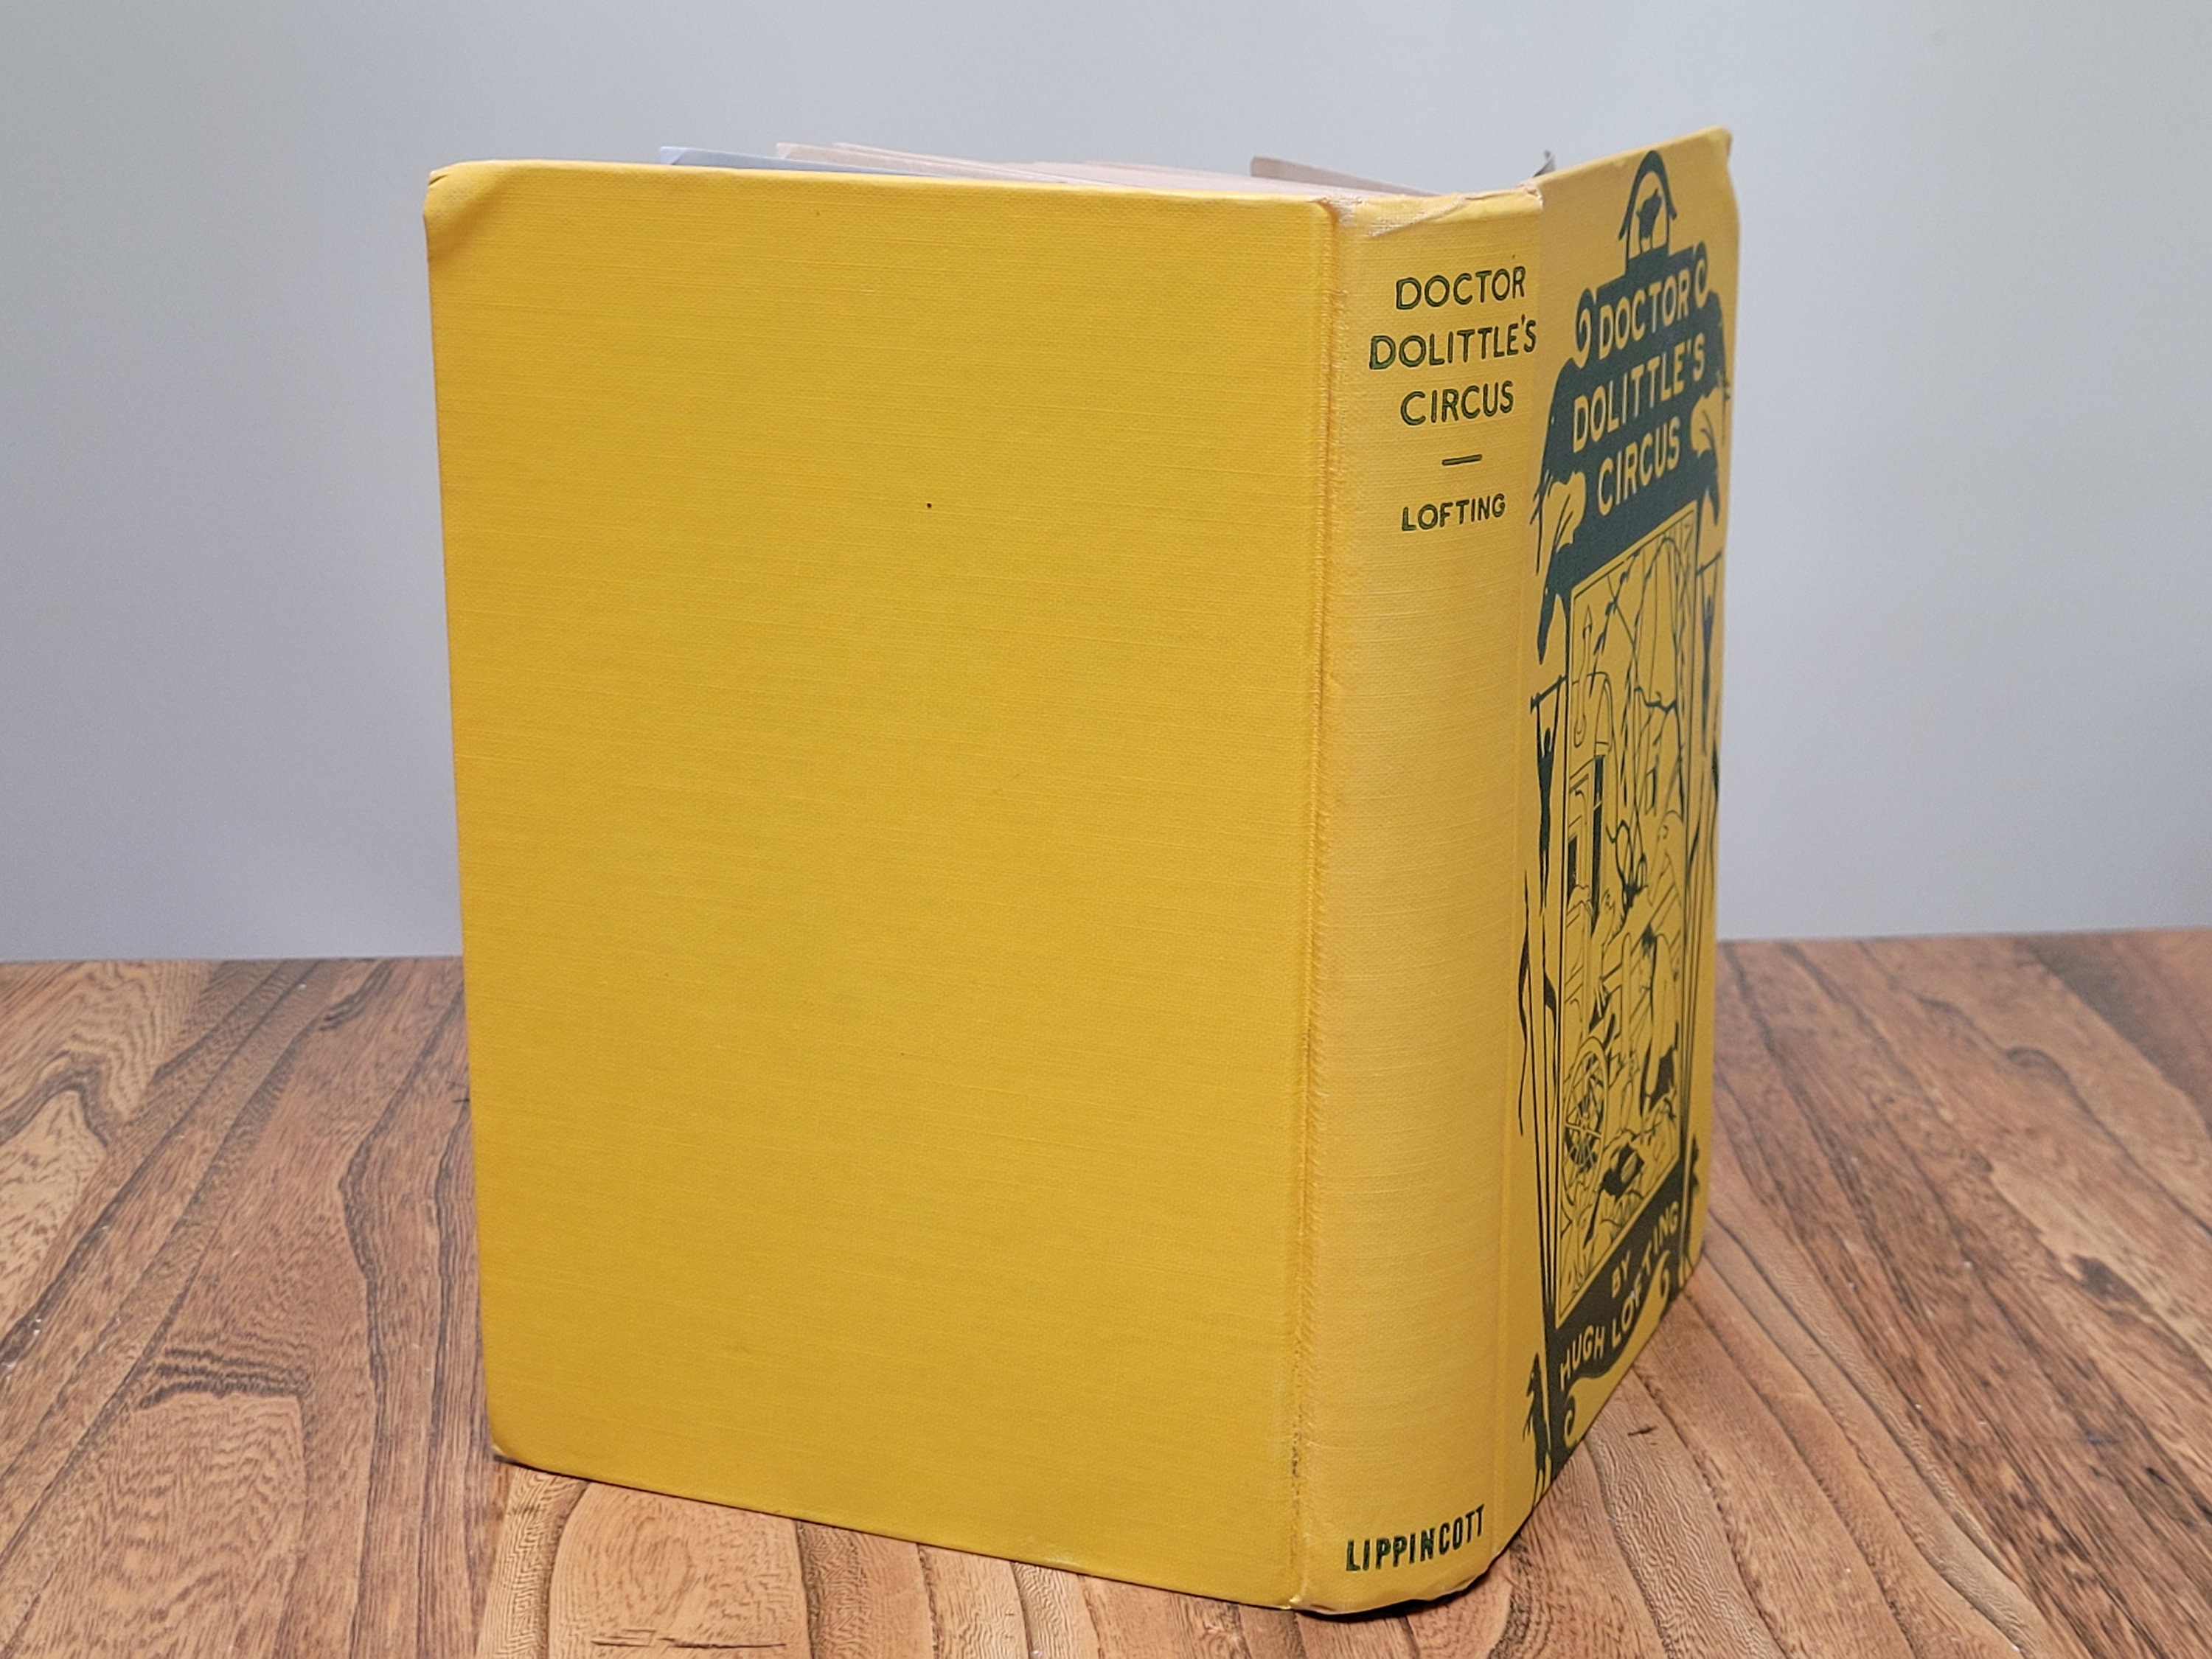 DOCTOR
DOLITTLE'S
CIRCUS
LOFTING
LIPPINCOTT
DOCTOR
DOLITTLE'S
CIRCUS
BY
HUGH LOFTING